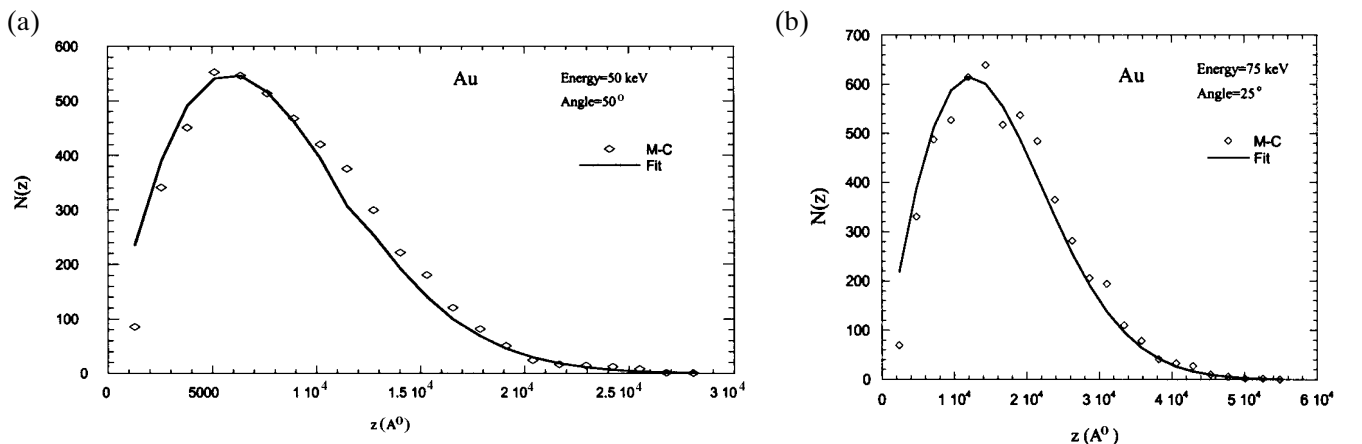 (a)
600
500
400
300
200
100
0
N(z)
Au
Energy=50 keV
Angle=50°
M-C
Fit
0 5000 1 10⁴ 1.5 10⁴ 2 10⁴ 2.5 10⁴ 3 10⁴
z (A⁰)
(b)
700
600
500
400
300
200
100
0
N(z)
Au
Energy=75 keV
Angle=25°
M-C
Fit
0 1 10⁴ 2 10⁴ 3 10⁴ 4 10⁴ 5 10⁴ 6 10⁴
z (A⁰)